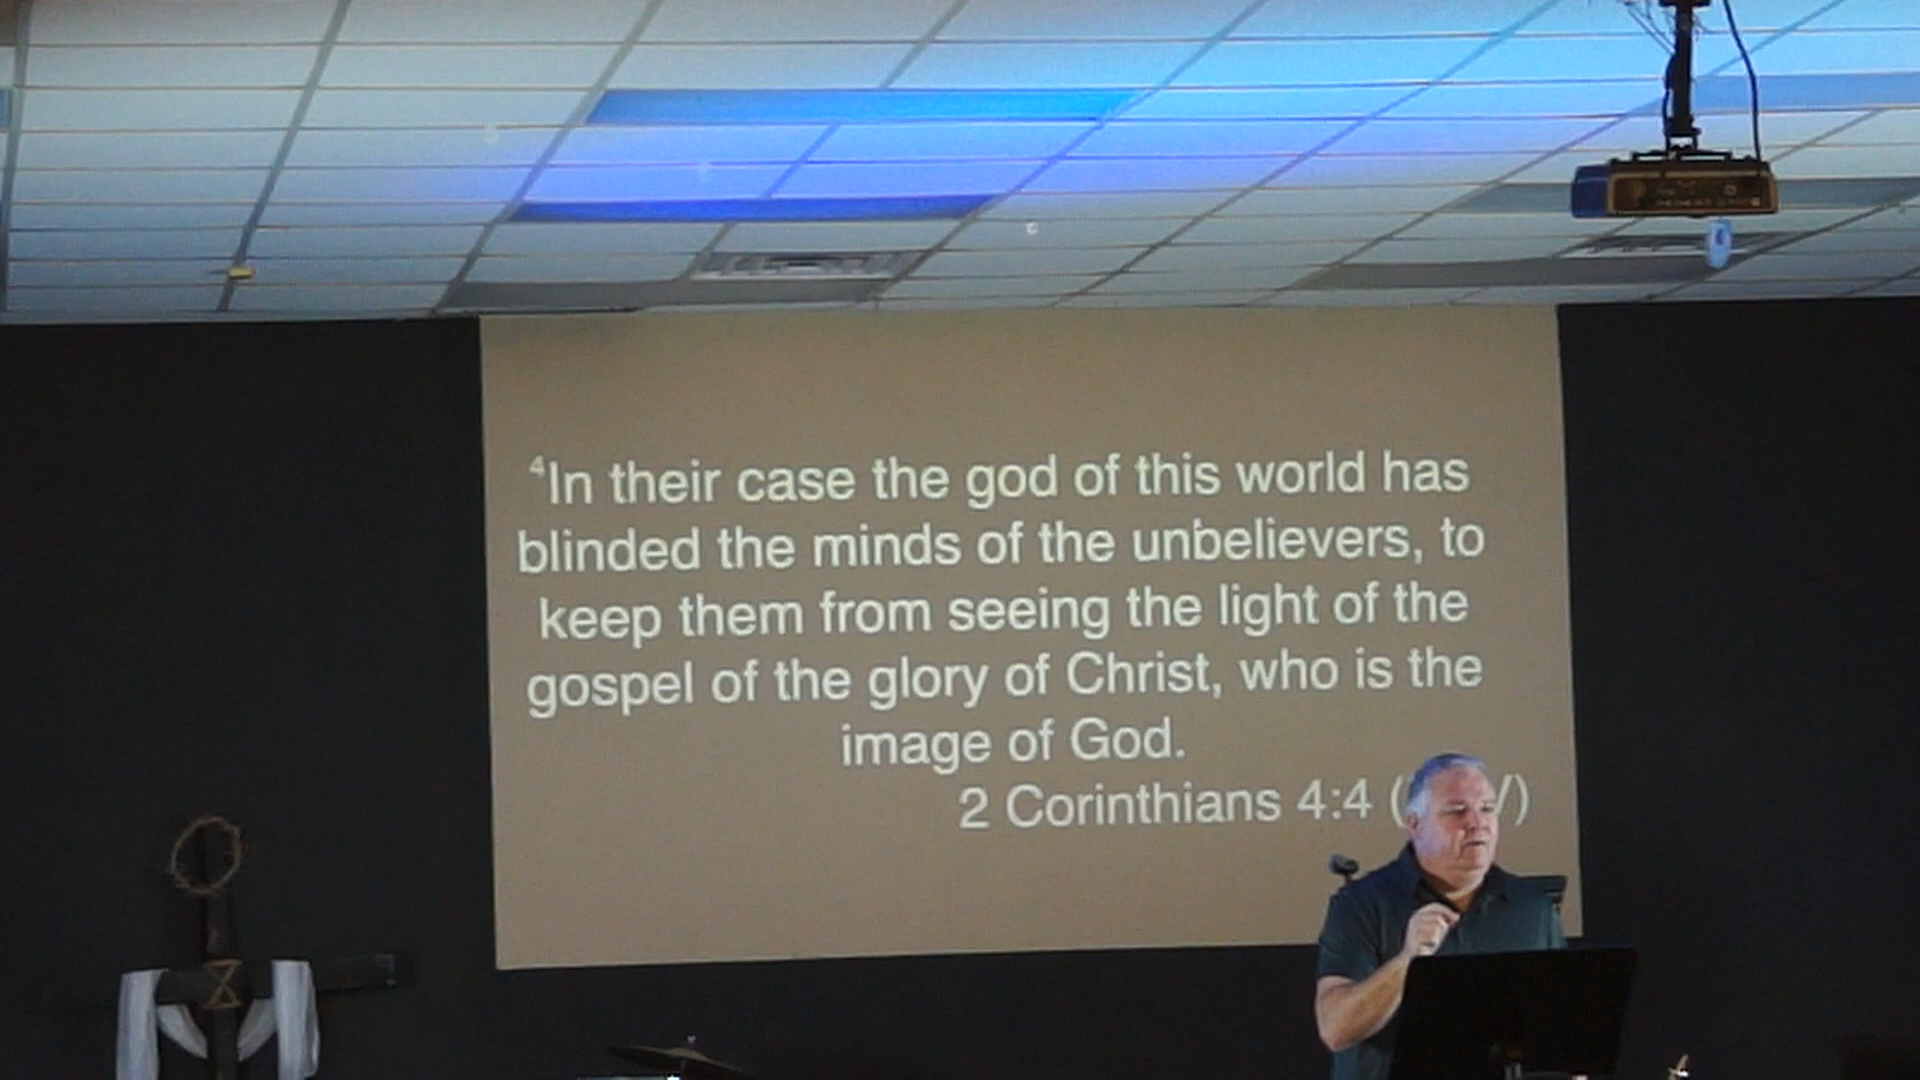 ⁴In their case the god of this world has
blinded the minds of the unbelievers, to
keep them from seeing the light of the
gospel of the glory of Christ, who is the
image of God.
2 Corinthians 4:4